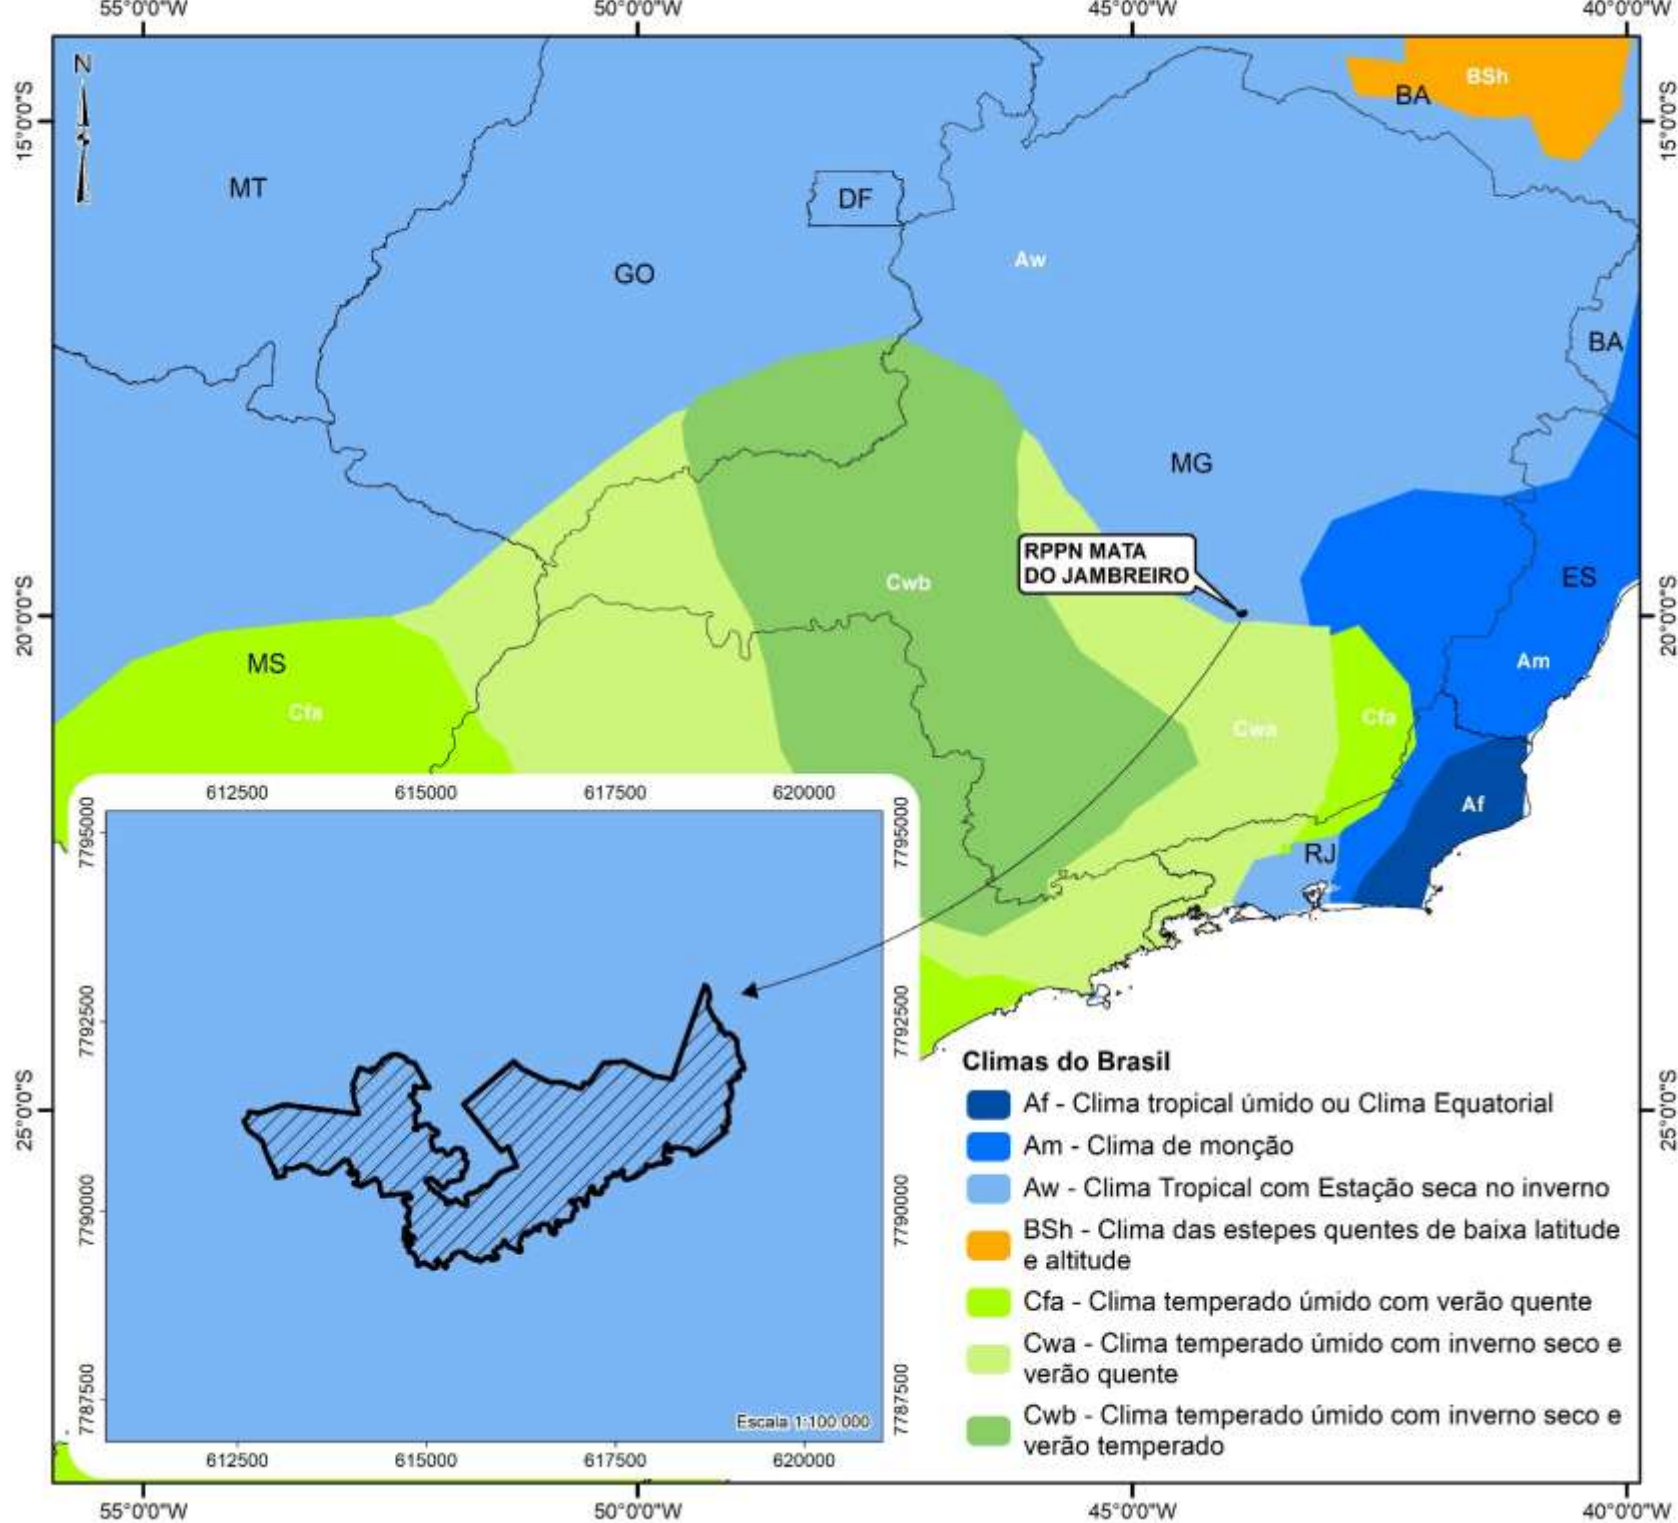 55°0'0"W 50°0'0"W 45°0'0"W 40°0'0"W
N
BSh
BA
15°0'0"S 15°0'0"S
MT
DF
GO
Aw
BA
MG
RPPN MATA
DO JAMBREIRO
Cwb
ES
20°0'0"S 20°0'0"S
MS
Am
Cfa
Cwa
Cfa
Af
RJ
612500 615000 617500 620000
7795000 7795000
7792500 7792500
7790000 7790000
7787500 7787500
Escala 1:100.000
612500 615000 617500 620000
25°0'0"S 25°0'0"S
Climas do Brasil
Af - Clima tropical úmido ou Clima Equatorial
Am - Clima de monção
Aw - Clima Tropical com Estação seca no inverno
BSh - Clima das estepes quentes de baixa latitude
e altitude
Cfa - Clima temperado úmido com verão quente
Cwa - Clima temperado úmido com inverno seco e
verão quente
Cwb - Clima temperado úmido com inverno seco e
verão temperado
55°0'0"W 50°0'0"W 45°0'0"W 40°0'0"W